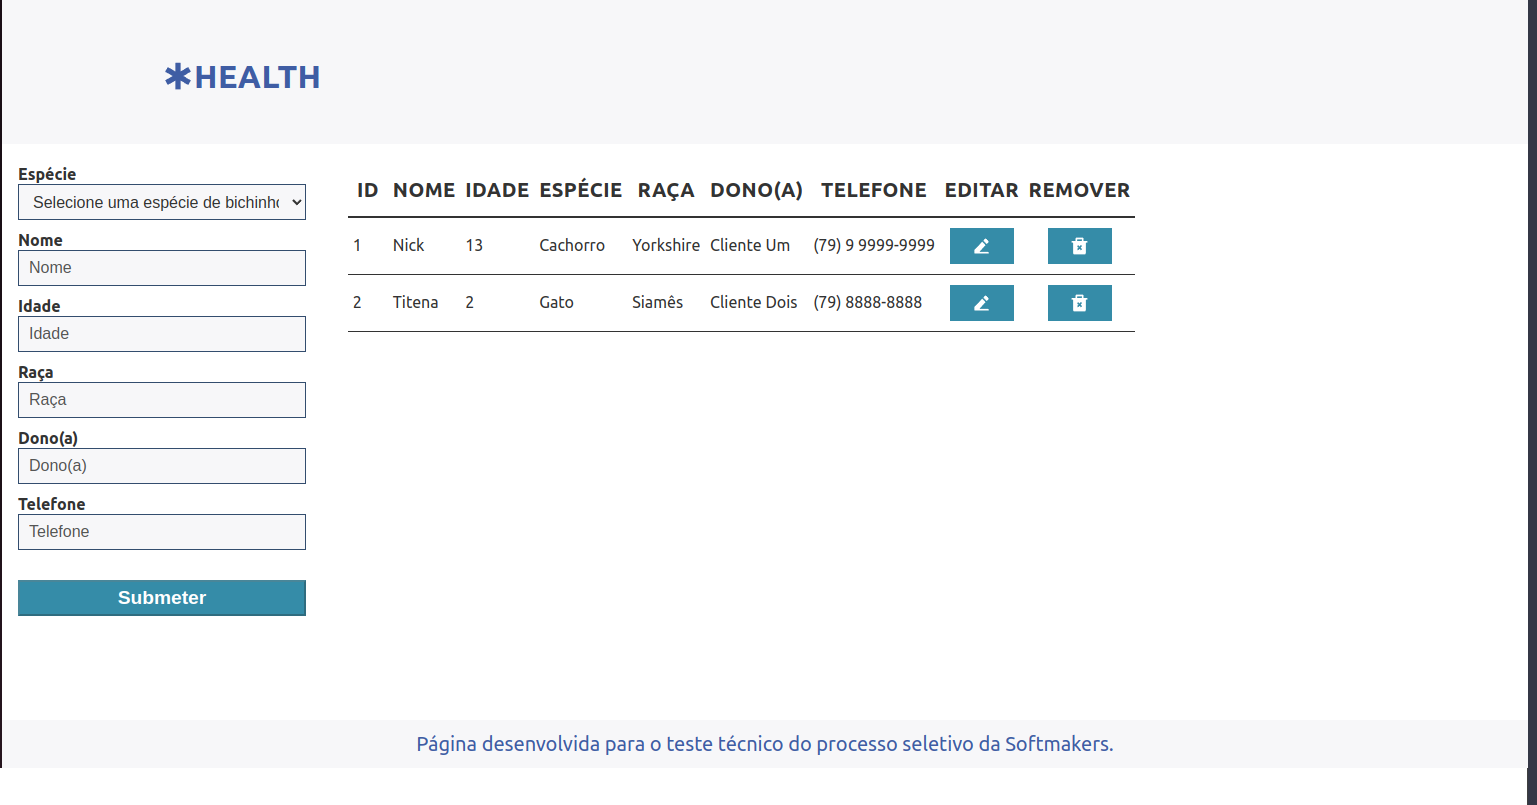 *HEALTH
Espécie
Selecione uma espécie de bichinho
Nome
Nome
Idade
Idade
Raça
Raça
Dono(a)
Dono(a)
Telefone
Telefone
Submeter
ID NOME IDADE ESPÉCIE RAÇA DONO(A) TELEFONE EDITAR REMOVER
1 Nick 13 Cachorro Yorkshire Cliente Um (79) 9 9999-9999
2 Titena 2 Gato Siamês Cliente Dois (79) 8888-8888
Página desenvolvida para o teste técnico do processo seletivo da Softmakers.